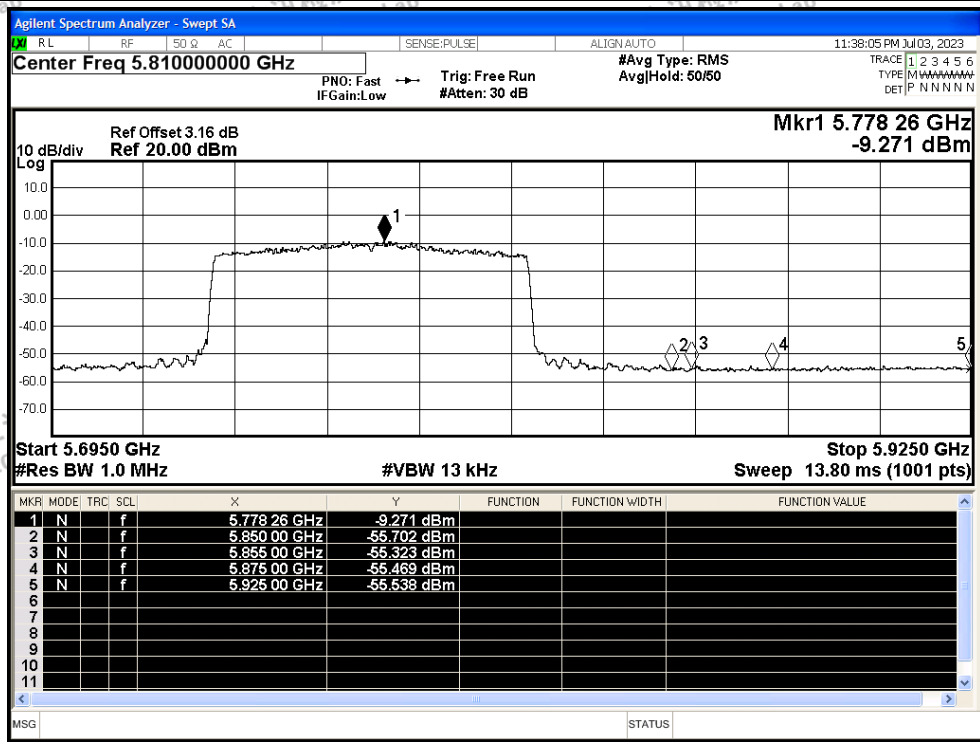 Agilent Spectrum Analyzer - Swept SA
LXI RL RF 50 Ω AC SENSE:PULSE ALIGN AUTO 11:38:05 PM Jul 03, 2023
Center Freq 5.810000000 GHz
PNO: Fast
IFGain:Low
Trig: Free Run
#Atten: 30 dB
#Avg Type: RMS
Avg|Hold: 50/50
TRACE 1 2 3 4 5 6
TYPE M WWWWW
DET P N N N N N
Mkr1 5.778 26 GHz
-9.271 dBm
Ref Offset 3.16 dB
10 dB/div Ref 20.00 dBm
Log
10.0
0.00
-10.0
-20.0
-30.0
-40.0
-50.0
-60.0
-70.0
1
2 3 4 5
Start 5.6950 GHz Stop 5.9250 GHz
#Res BW 1.0 MHz #VBW 13 kHz Sweep 13.80 ms (1001 pts)
MKR MODE TRC SCL X Y FUNCTION FUNCTION WIDTH FUNCTION VALUE
1 N f 5.778 26 GHz -9.271 dBm
2 N f 5.850 00 GHz -55.702 dBm
3 N f 5.855 00 GHz -55.323 dBm
4 N f 5.875 00 GHz -55.469 dBm
5 N f 5.925 00 GHz -55.538 dBm
6
7
8
9
10
11
MSG STATUS